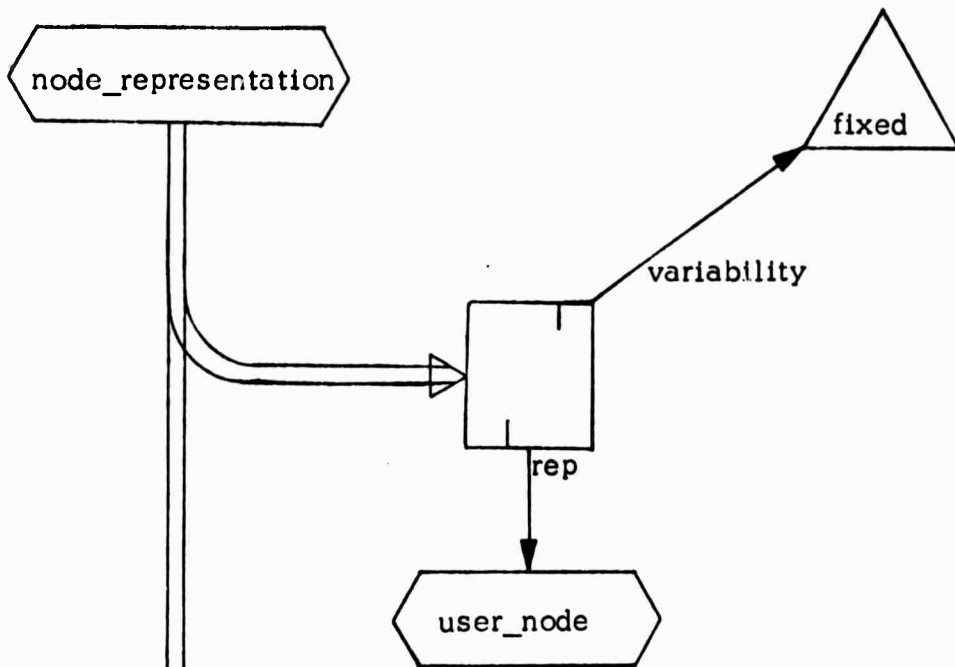 node_representation
fixed
variability
rep
user_node